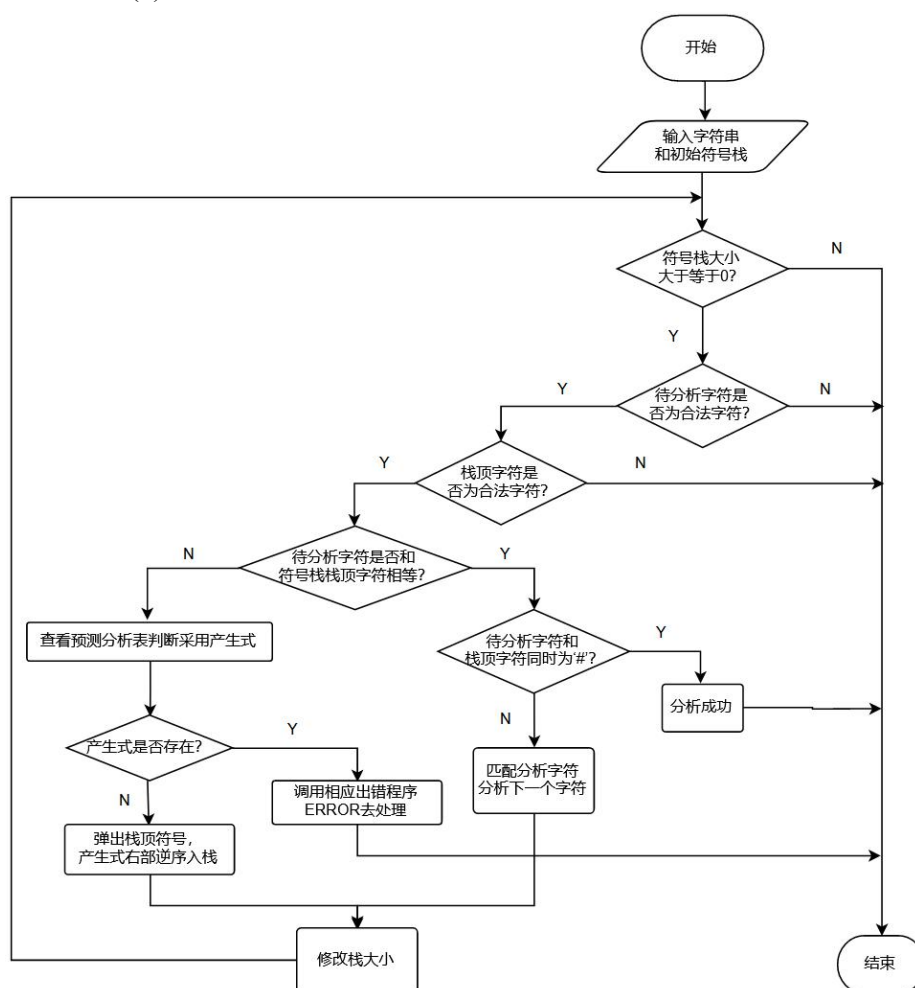 开始
输入字符串
和初始符号栈
符号栈大小
大于等于0?
N
Y
待分析字符是
否为合法字符?
Y
N
栈顶字符是
否为合法字符?
Y
N
待分析字符是否和
符号栈栈顶字符相等?
N
Y
查看预测分析表判断采用产生式
待分析字符和
栈顶字符同时为'#'?
Y
分析成功
N
产生式是否存在?
Y
匹配分析字符
分析下一个字符
调用相应出错程序
ERROR去处理
N
弹出栈顶符号,
产生式右部逆序入栈
修改栈大小
结束